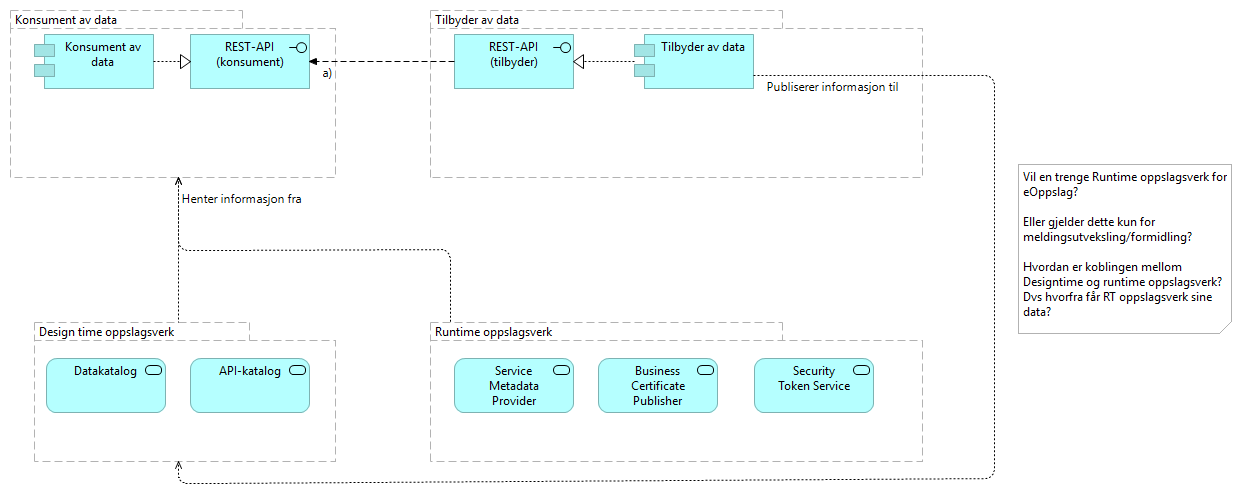 Konsument av data
Konsument av
data
REST-API
(konsument)
a)
Tilbyder av data
REST-API
(tilbyder)
Tilbyder av data
Publiserer informasjon til
Henter informasjon fra
Vil en trenge Runtime oppslagsverk for
eOppslag?
Eller gjelder dette kun for
meldingsutveksling/formidling?
Hvordan er koblingen mellom
Designtime og runtime oppslagsverk?
Dvs hvorfra får RT oppslagsverk sine
data?
Design time oppslagsverk
Datakatalog
API-katalog
Runtime oppslagsverk
Service
Metadata
Provider
Business
Certificate
Publisher
Security
Token Service